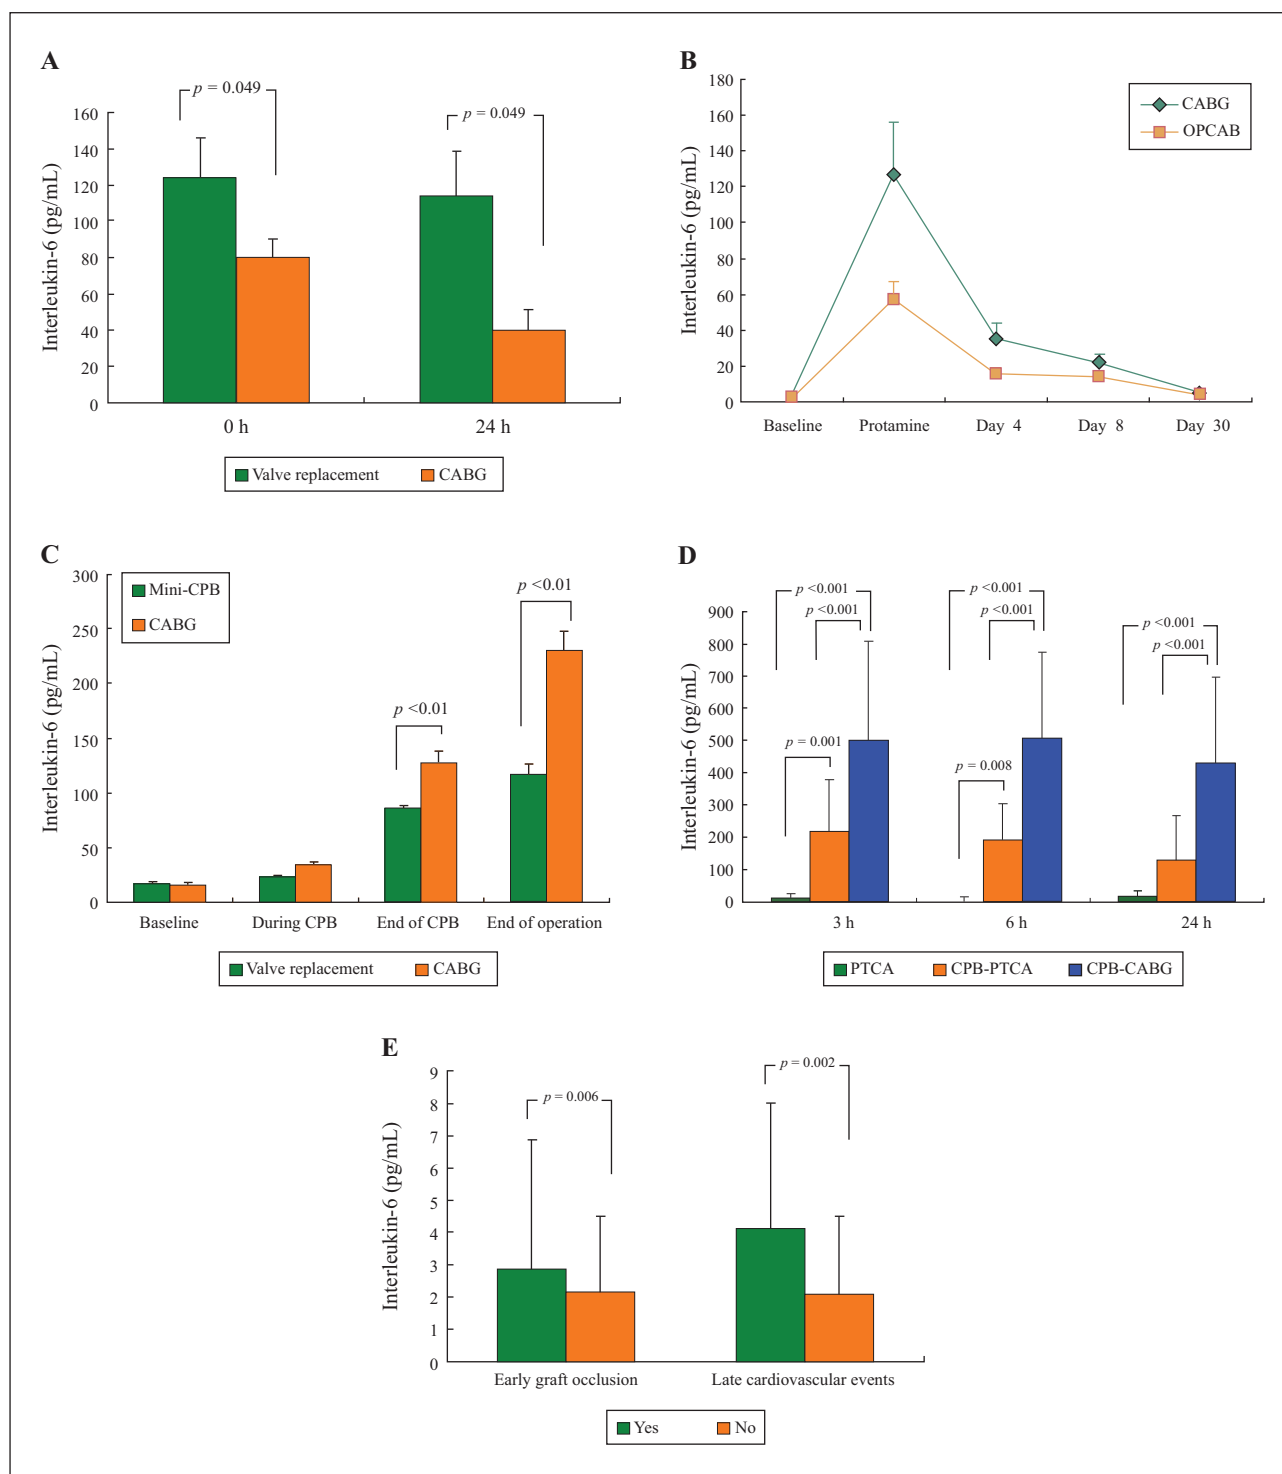 A
p = 0.049
p = 0.049
Interleukin-6 (pg/mL)
160
140
120
100
80
60
40
20
0
0 h
24 h
Valve replacement
CABG
B
CABG
OPCAB
Interleukin-6 (pg/mL)
180
160
140
120
100
80
60
40
20
0
Baseline
Protamine
Day 4
Day 8
Day 30
C
Mini-CPB
CABG
p <0.01
p <0.01
Interleukin-6 (pg/mL)
300
250
200
150
100
50
0
Baseline
During CPB
End of CPB
End of operation
Valve replacement
CABG
D
p <0.001
p <0.001
p <0.001
p <0.001
p <0.001
p <0.001
p = 0.001
p = 0.008
Interleukin-6 (pg/mL)
900
800
700
600
500
400
300
200
100
0
3 h
6 h
24 h
PTCA
CPB-PTCA
CPB-CABG
E
p = 0.006
p = 0.002
Interleukin-6 (pg/mL)
9
8
7
6
5
4
3
2
1
0
Early graft occlusion
Late cardiovascular events
Yes
No